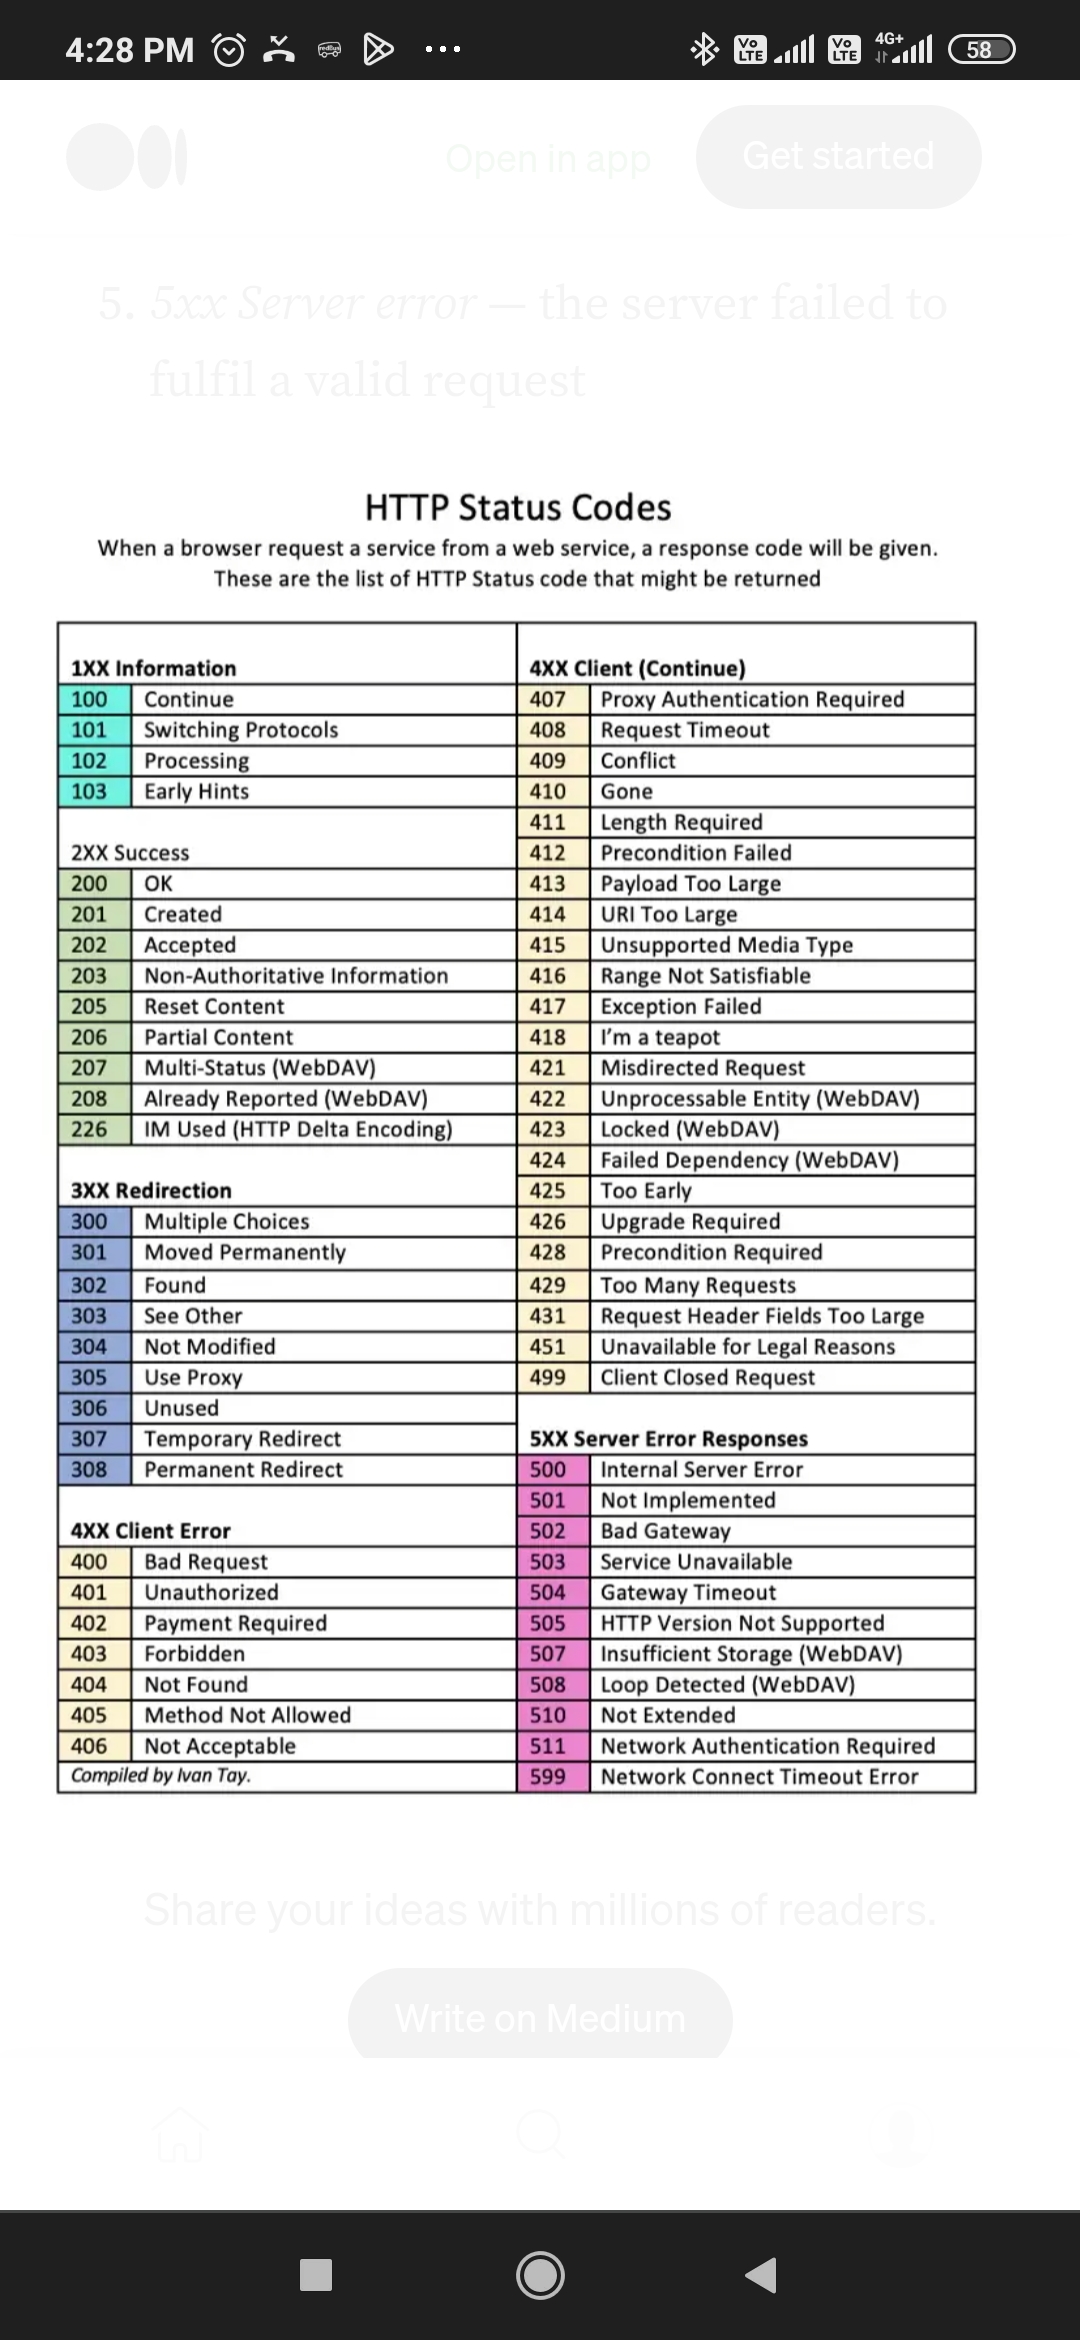 4:28 PM
Vo LTE
Vo LTE
4G+
58
Open in app
Get started
5. 5xx Server error — the server failed to
fulfil a valid request
HTTP Status Codes
When a browser request a service from a web service, a response code will be given.
These are the list of HTTP Status code that might be returned
1XX Information
100 Continue
101 Switching Protocols
102 Processing
103 Early Hints
2XX Success
200 OK
201 Created
202 Accepted
203 Non-Authoritative Information
205 Reset Content
206 Partial Content
207 Multi-Status (WebDAV)
208 Already Reported (WebDAV)
226 IM Used (HTTP Delta Encoding)
3XX Redirection
300 Multiple Choices
301 Moved Permanently
302 Found
303 See Other
304 Not Modified
305 Use Proxy
306 Unused
307 Temporary Redirect
308 Permanent Redirect
4XX Client Error
400 Bad Request
401 Unauthorized
402 Payment Required
403 Forbidden
404 Not Found
405 Method Not Allowed
406 Not Acceptable
Compiled by Ivan Tay.
4XX Client (Continue)
407 Proxy Authentication Required
408 Request Timeout
409 Conflict
410 Gone
411 Length Required
412 Precondition Failed
413 Payload Too Large
414 URI Too Large
415 Unsupported Media Type
416 Range Not Satisfiable
417 Exception Failed
418 I'm a teapot
421 Misdirected Request
422 Unprocessable Entity (WebDAV)
423 Locked (WebDAV)
424 Failed Dependency (WebDAV)
425 Too Early
426 Upgrade Required
428 Precondition Required
429 Too Many Requests
431 Request Header Fields Too Large
451 Unavailable for Legal Reasons
499 Client Closed Request
5XX Server Error Responses
500 Internal Server Error
501 Not Implemented
502 Bad Gateway
503 Service Unavailable
504 Gateway Timeout
505 HTTP Version Not Supported
507 Insufficient Storage (WebDAV)
508 Loop Detected (WebDAV)
510 Not Extended
511 Network Authentication Required
599 Network Connect Timeout Error
Share your ideas with millions of readers.
Write on Medium